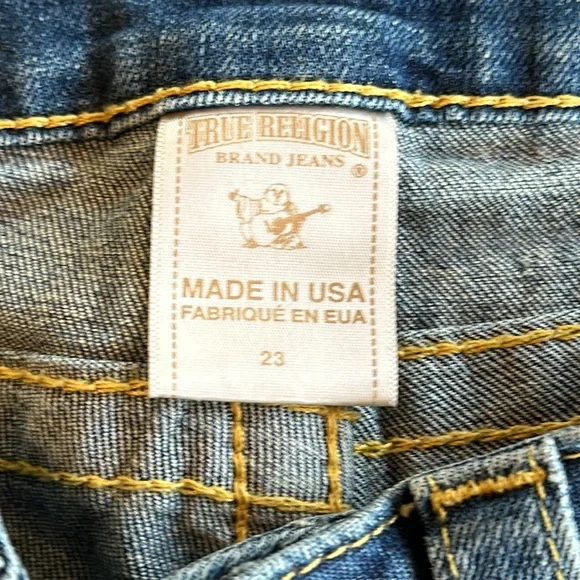 TRUE RELIGION
BRAND JEANS
®
MADE IN USA
FABRIQUÉ EN EUA
23